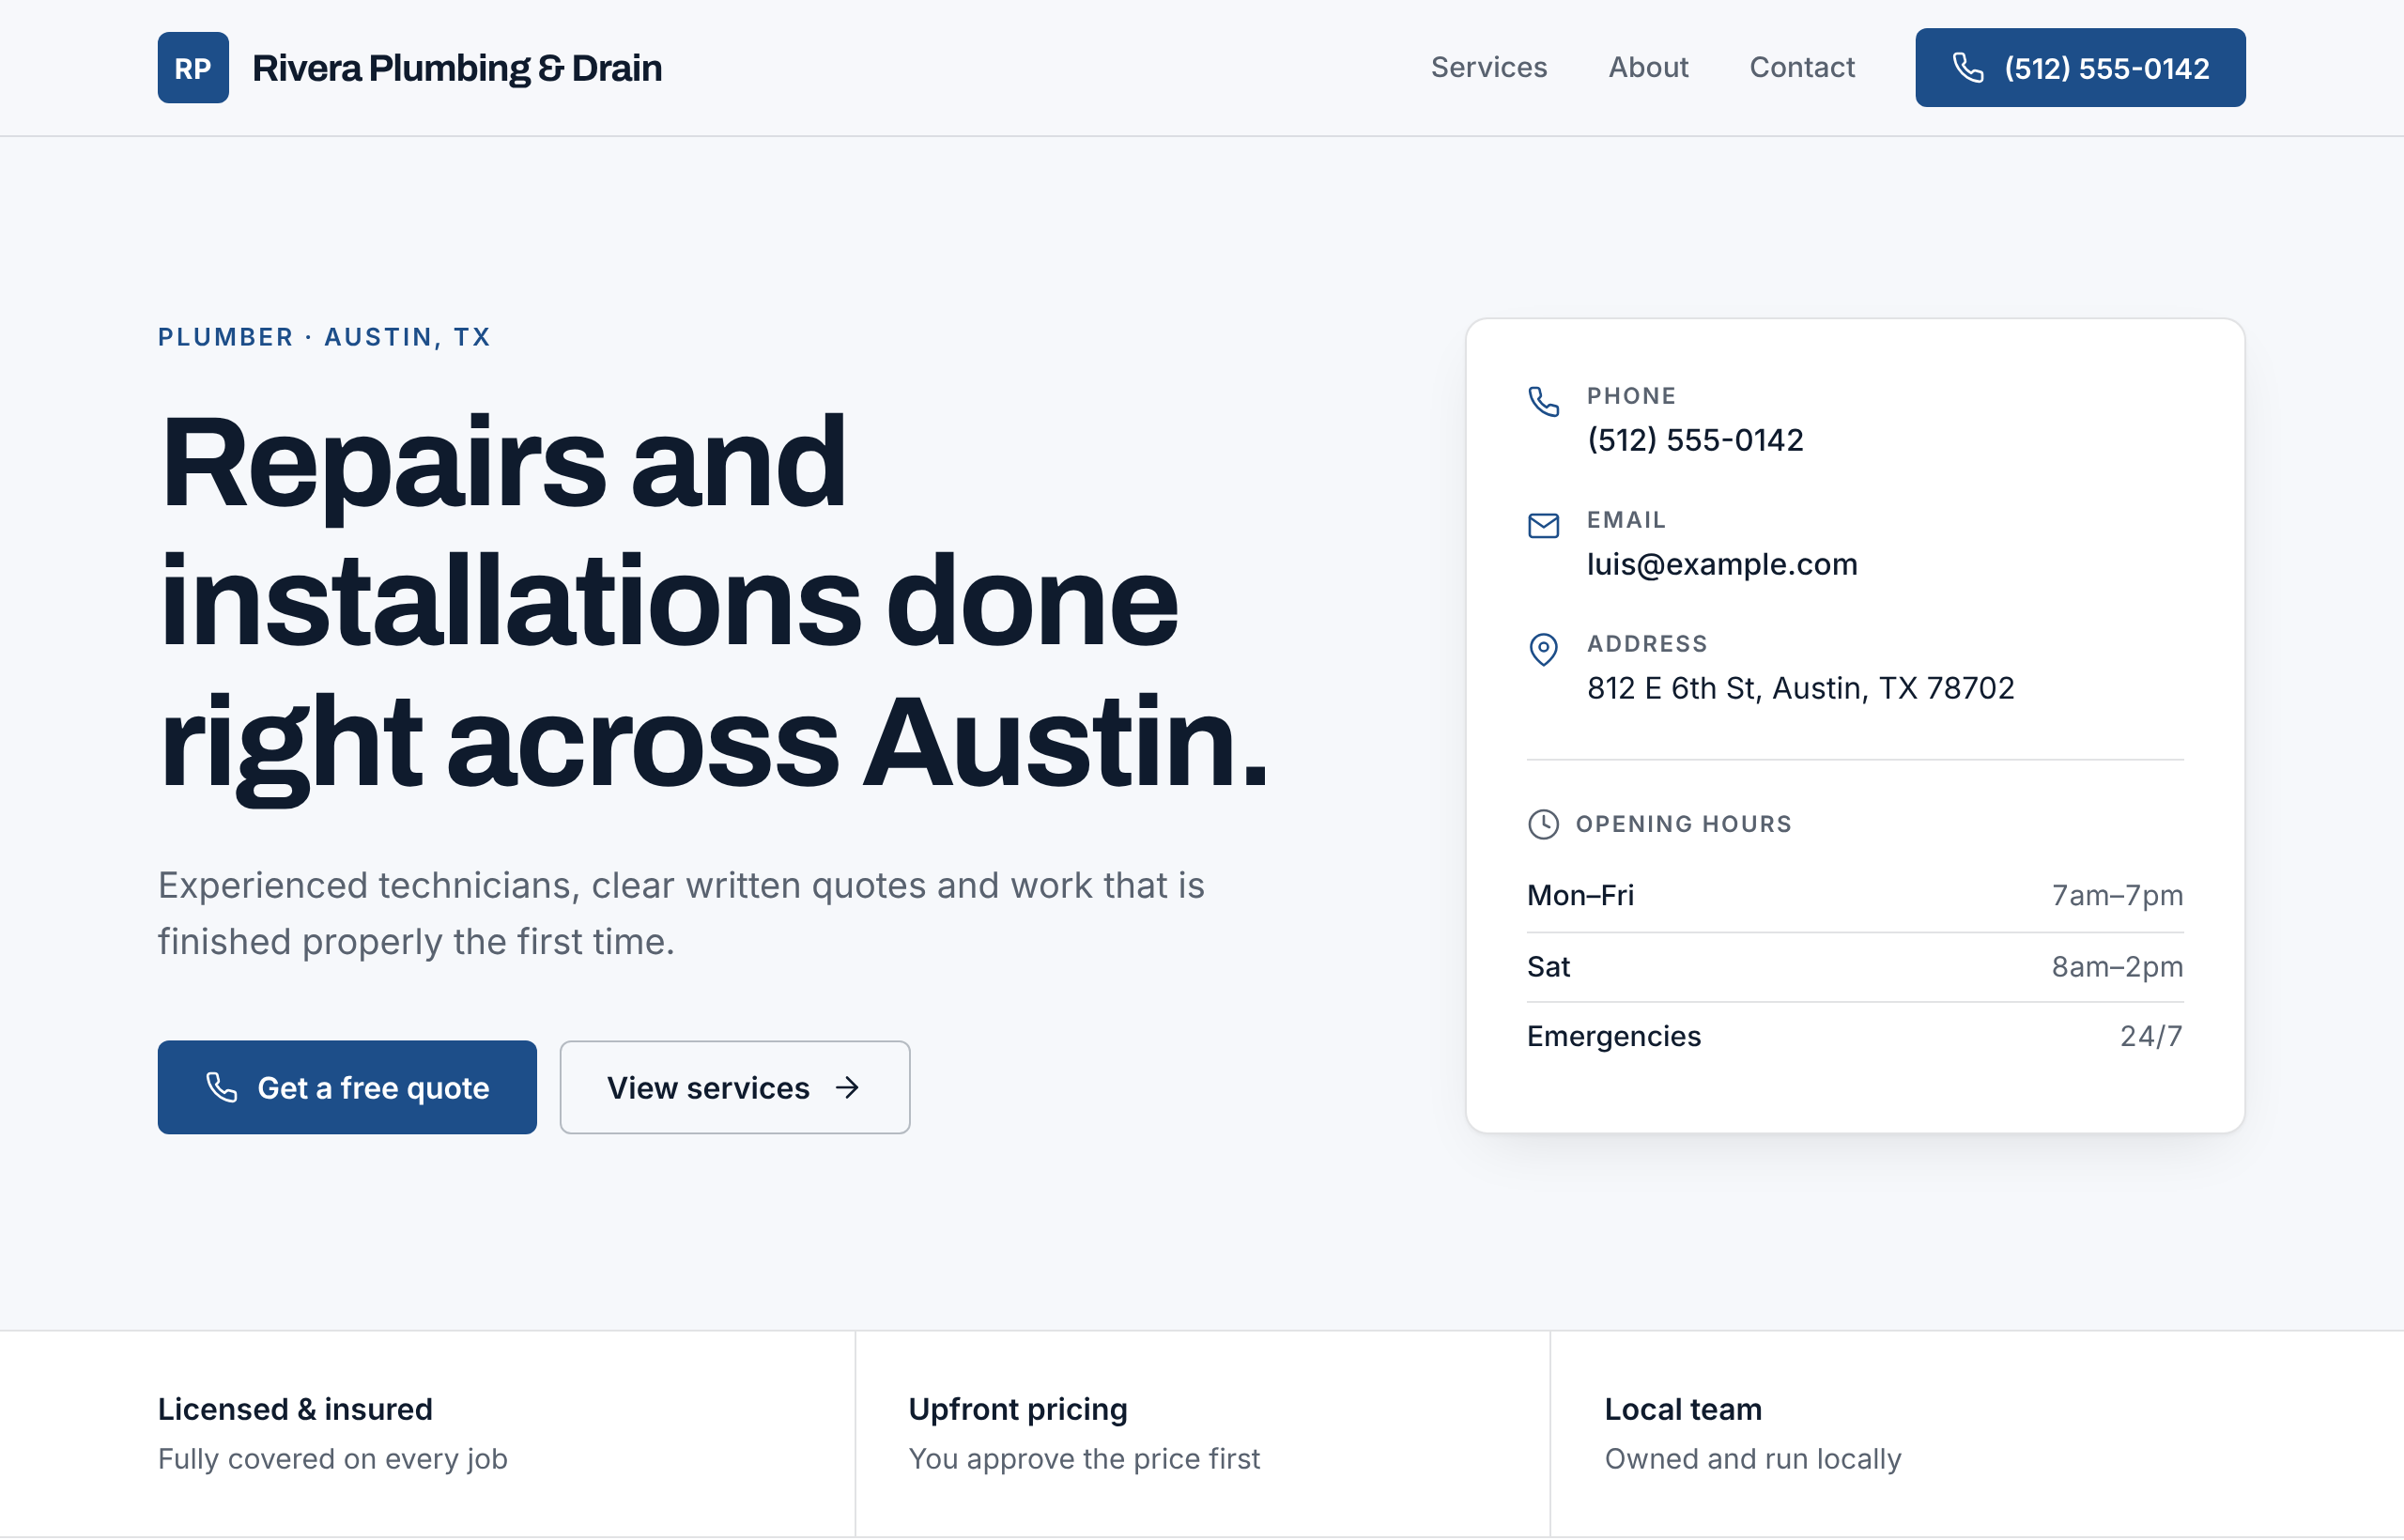 RP
Rivera Plumbing & Drain
Services
About
Contact
(512) 555-0142
PLUMBER · AUSTIN, TX
Repairs and
installations done
right across Austin.
Experienced technicians, clear written quotes and work that is
finished properly the first time.
Get a free quote
View services
PHONE
(512) 555-0142
EMAIL
luis@example.com
ADDRESS
812 E 6th St, Austin, TX 78702
OPENING HOURS
Mon–Fri 7am–7pm
Sat 8am–2pm
Emergencies 24/7
Licensed & insured
Fully covered on every job
Upfront pricing
You approve the price first
Local team
Owned and run locally